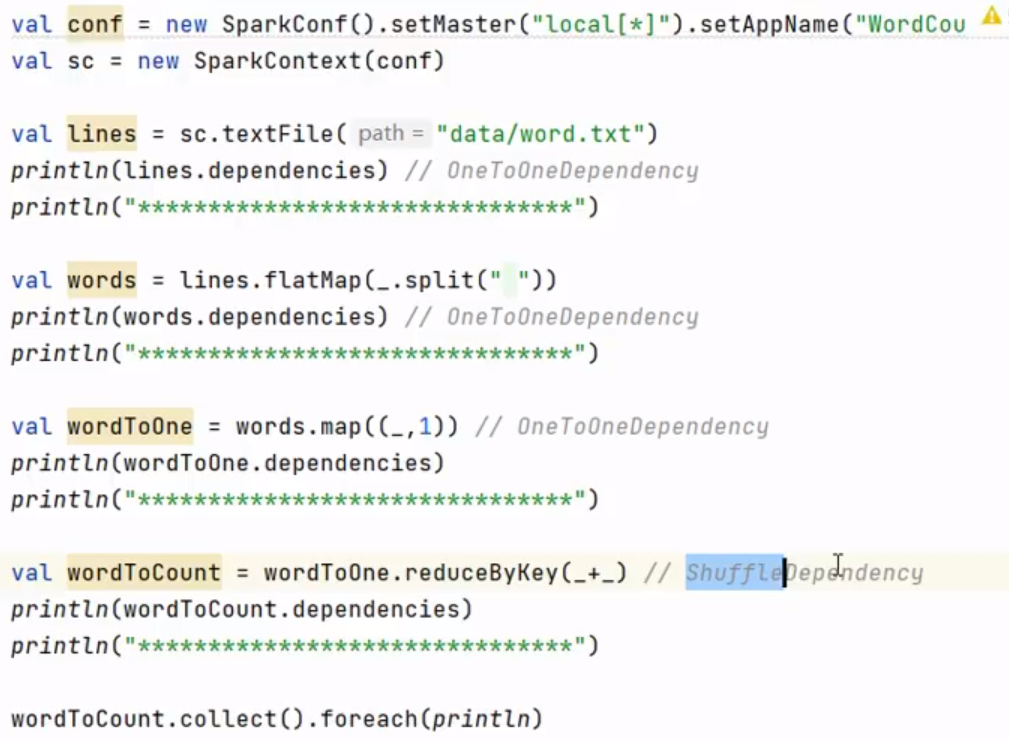 val conf = new SparkConf().setMaster("local[*]").setAppName("WordCou
val sc = new SparkContext(conf)
val lines = sc.textFile( path = "data/word.txt")
println(lines.dependencies) // OneToOneDependency
println("*******************************")
val words = lines.flatMap(_.split(" "))
println(words.dependencies) // OneToOneDependency
println("*******************************")
val wordToOne = words.map((_,1)) // OneToOneDependency
println(wordToOne.dependencies)
println("*******************************")
val wordToCount = wordToOne.reduceByKey(_+_) // ShuffleDependency
println(wordToCount.dependencies)
println("*******************************")
wordToCount.collect().foreach(println)